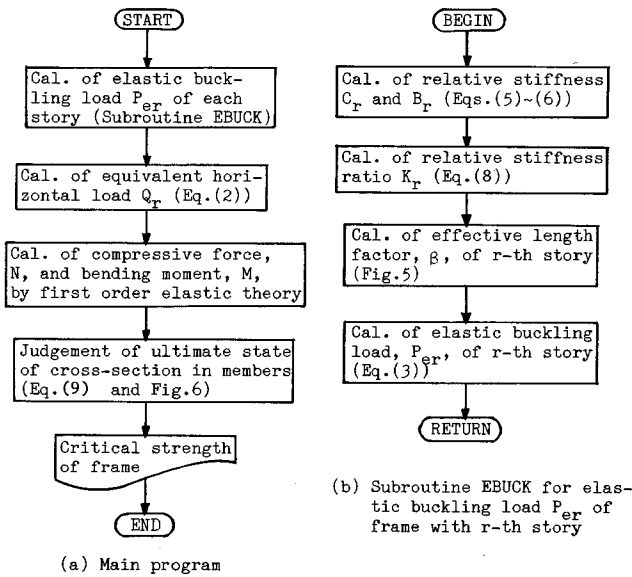 START
Cal. of elastic buck-
ling load Per of each
story (Subroutine EBUCK)
Cal. of equivalent hori-
zontal load Qr (Eq.(2))
Cal. of compressive force,
N, and bending moment, M,
by first order elastic theory
Judgement of ultimate state
of cross-section in members
(Eq.(9) and Fig.6)
Critical strength
of frame
END
(a) Main program
BEGIN
Cal. of relative stiffness
Cr and Br (Eqs.(5)~(6))
Cal. of relative stiffness
ratio Kr (Eq.(8))
Cal. of effective length
factor, β, of r-th story
(Fig.5)
Cal. of elastic buckling
load, Per, of r-th story
(Eq.(3))
RETURN
(b) Subroutine EBUCK for elas-
tic buckling load Per of
frame with r-th story